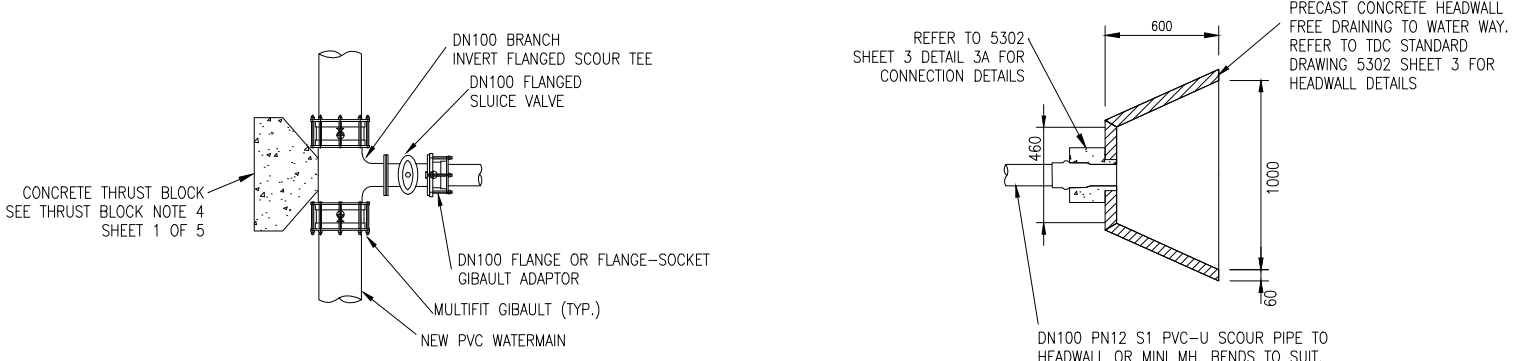 DN100 BRANCH
INVERT FLANGED SCOUR TEE
DN100 FLANGED
SLUICE VALVE
CONCRETE THRUST BLOCK
SEE THRUST BLOCK NOTE 4
SHEET 1 OF 5
DN100 FLANGE OR FLANGE-SOCKET
GIBAULT ADAPTOR
MULTIFIT GIBAULT (TYP.)
NEW PVC WATERMAIN
REFER TO 5302
SHEET 3 DETAIL 3A FOR
CONNECTION DETAILS
600
PRECAST CONCRETE HEADWALL
FREE DRAINING TO WATER WAY.
REFER TO TDC STANDARD
DRAWING 5302 SHEET 3 FOR
HEADWALL DETAILS
460
1000
60
DN100 PN12 S1 PVC-U SCOUR PIPE TO
HEADWALL OR MINI MH. BENDS TO SUIT.